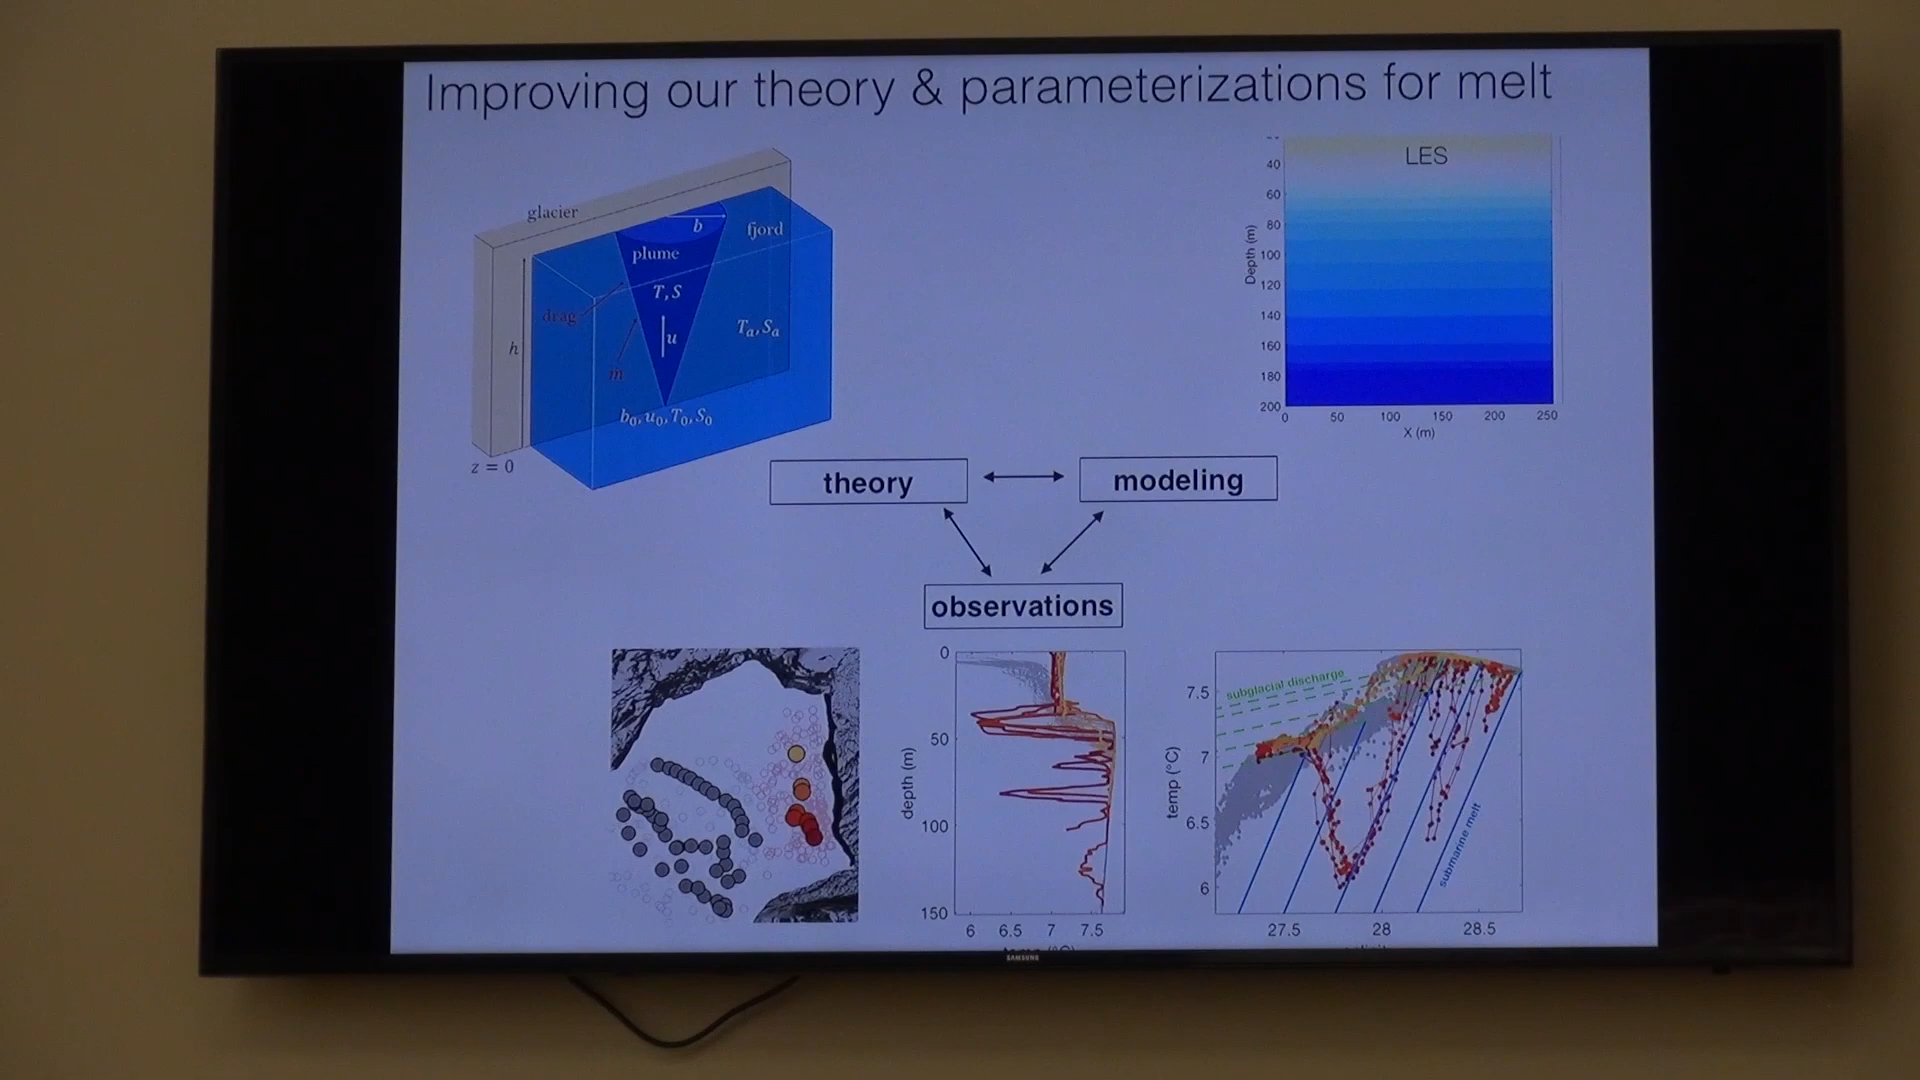 Improving our theory & parameterizations for melt
glacier
b
fjord
plume
T, S
drag
Tₐ, Sₐ
u
h
ṁ
b₀, u₀, T₀, S₀
z = 0
LES
40
60
80
100
120
140
160
180
200
Depth (m)
0 50 100 150 200 250
X (m)
theory
modeling
observations
0
50
100
150
depth (m)
6 6.5 7 7.5
subglacial discharge
7.5
7
6.5
6
temp (°C)
submarine melt
27.5 28 28.5
SAMSUNG